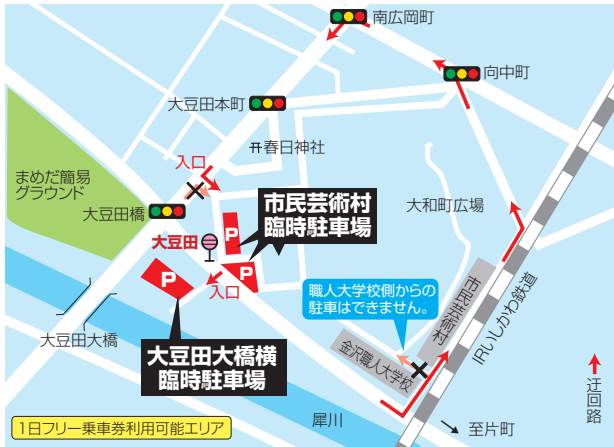 南広岡町
向中町
大豆田本町
春日神社
入口
まめだ簡易
グラウンド
大豆田橋
市民芸術村
臨時駐車場
大和町広場
大豆田
P
P
P
入口
職人大学校側からの
駐車はできません。
市民芸術村
IRいしかわ鉄道
大豆田大橋
大豆田大橋横
臨時駐車場
金沢職人大学校
迂回路
1日フリー乗車券利用可能エリア
犀川
至片町